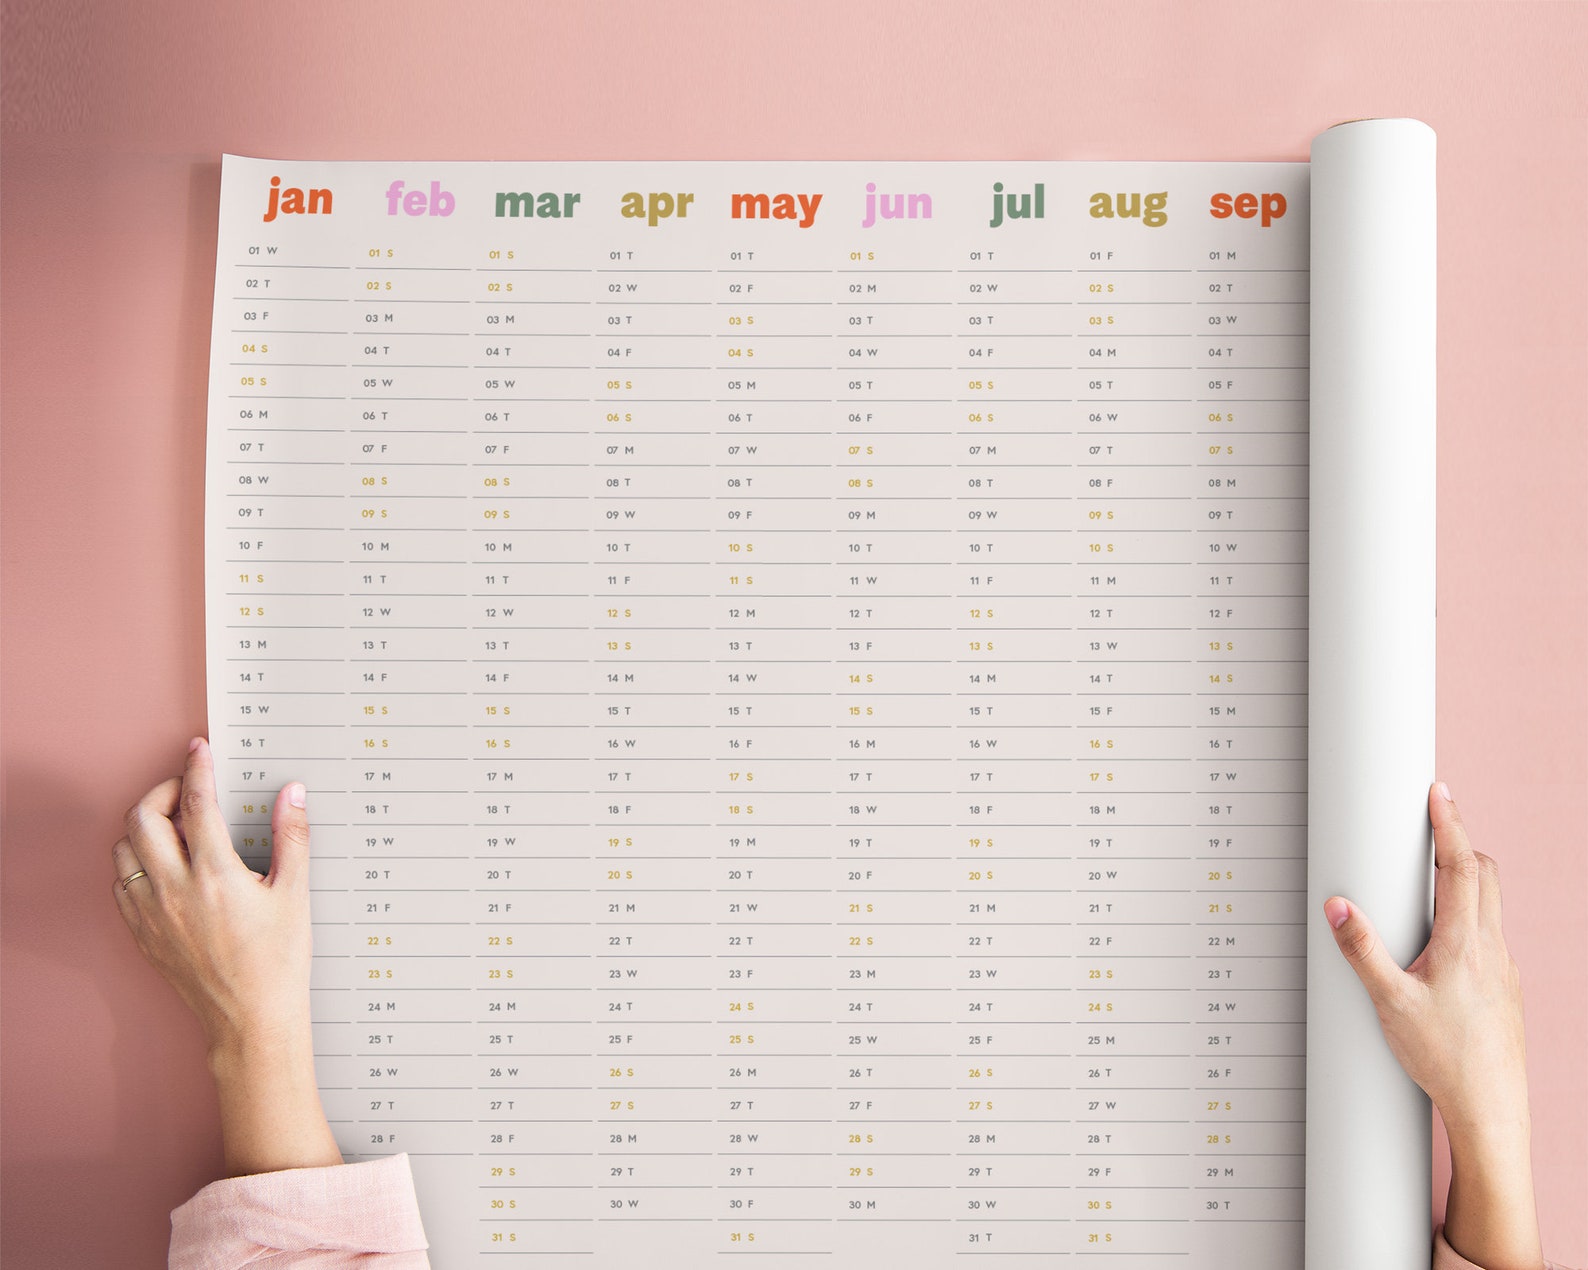 jan feb mar apr may jun jul aug sep
01 W 01 S 01 S 01 T 01 T 01 S 01 T 01 F 01 M
02 T 02 S 02 S 02 W 02 F 02 M 02 W 02 S 02 T
03 F 03 M 03 M 03 T 03 S 03 T 03 T 03 S 03 W
04 S 04 T 04 T 04 F 04 S 04 W 04 F 04 M 04 T
05 S 05 W 05 W 05 S 05 M 05 T 05 S 05 T 05 F
06 M 06 T 06 T 06 S 06 T 06 F 06 S 06 W 06 S
07 T 07 F 07 F 07 M 07 W 07 S 07 M 07 T 07 S
08 W 08 S 08 S 08 T 08 T 08 S 08 T 08 F 08 M
09 T 09 S 09 S 09 W 09 F 09 M 09 W 09 S 09 T
10 F 10 M 10 M 10 T 10 S 10 T 10 T 10 S 10 W
11 S 11 T 11 T 11 F 11 S 11 W 11 F 11 M 11 T
12 S 12 W 12 W 12 S 12 M 12 T 12 S 12 T 12 F
13 M 13 T 13 T 13 S 13 T 13 F 13 S 13 W 13 S
14 T 14 F 14 F 14 M 14 W 14 S 14 M 14 T 14 S
15 W 15 S 15 S 15 T 15 T 15 S 15 T 15 F 15 M
16 T 16 S 16 S 16 W 16 F 16 M 16 W 16 S 16 T
17 F 17 M 17 M 17 T 17 S 17 T 17 T 17 S 17 W
18 S 18 T 18 T 18 F 18 S 18 W 18 F 18 M 18 T
19 S 19 W 19 W 19 S 19 M 19 T 19 S 19 T 19 F
20 T 20 T 20 S 20 T 20 F 20 S 20 W 20 S
21 F 21 F 21 M 21 W 21 S 21 M 21 T 21 S
22 S 22 S 22 T 22 T 22 S 22 T 22 F 22 M
23 S 23 S 23 W 23 F 23 M 23 W 23 S 23 T
24 M 24 M 24 T 24 S 24 T 24 T 24 S 24 W
25 T 25 T 25 F 25 S 25 W 25 F 25 M 25 T
26 W 26 W 26 S 26 M 26 T 26 S 26 T 26 F
27 T 27 T 27 S 27 T 27 F 27 S 27 W 27 S
28 F 28 F 28 M 28 W 28 S 28 M 28 T 28 S
29 S 29 T 29 T 29 S 29 T 29 F 29 M
30 S 30 W 30 F 30 M 30 W 30 S 30 T
31 S 31 S 31 T 31 S